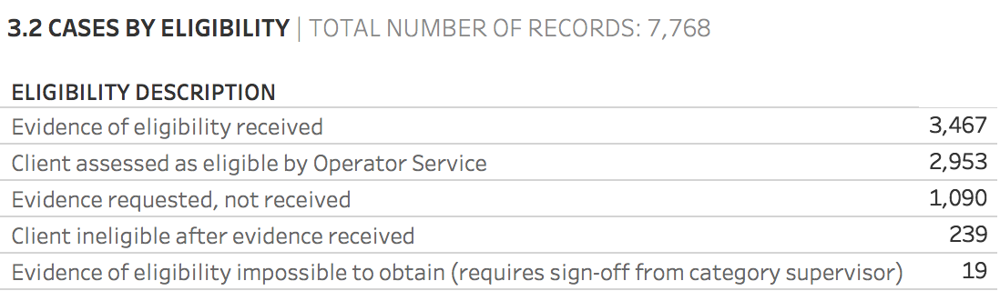 3.2 CASES BY ELIGIBILITY | TOTAL NUMBER OF RECORDS: 7,768
ELIGIBILITY DESCRIPTION
Evidence of eligibility received 3,467
Client assessed as eligible by Operator Service 2,953
Evidence requested, not received 1,090
Client ineligible after evidence received 239
Evidence of eligibility impossible to obtain (requires sign-off from category supervisor) 19